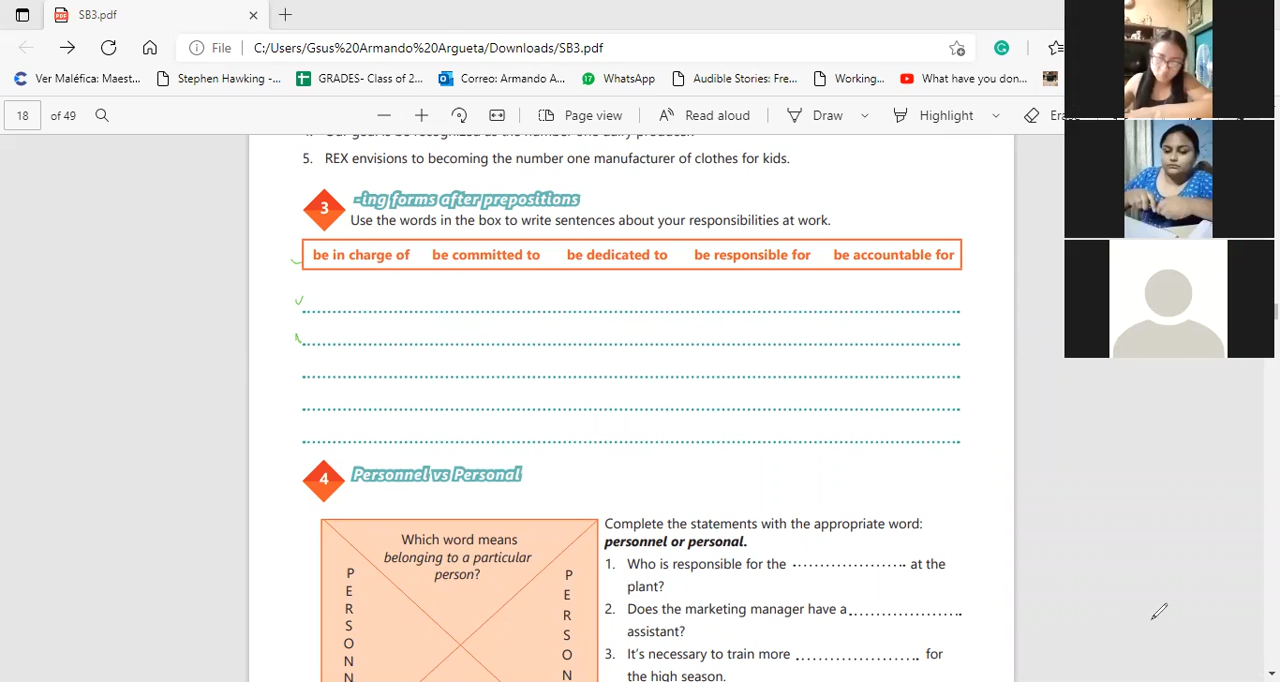 SB3.pdf
File C:/Users/Gsus%20Armando%20Argueta/Downloads/SB3.pdf
Ver Maléfica: Maest... Stephen Hawking -... GRADES- Class of 2... Correo: Armando A... WhatsApp Audible Stories: Fre... Working... What have you don...
18 of 49 Page view Read aloud Draw Highlight
5. REX envisions to becoming the number one manufacturer of clothes for kids.
3 -ing forms after prepositions
Use the words in the box to write sentences about your responsibilities at work.
be in charge of be committed to be dedicated to be responsible for be accountable for
4 Personnel vs Personal
Which word means
belonging to a particular
person?
P E R S O N N
P E R S O N
Complete the statements with the appropriate word:
personnel or personal.
1. Who is responsible for the .................... at the
plant?
2. Does the marketing manager have a ....................
assistant?
3. It's necessary to train more .................... for
the high season.